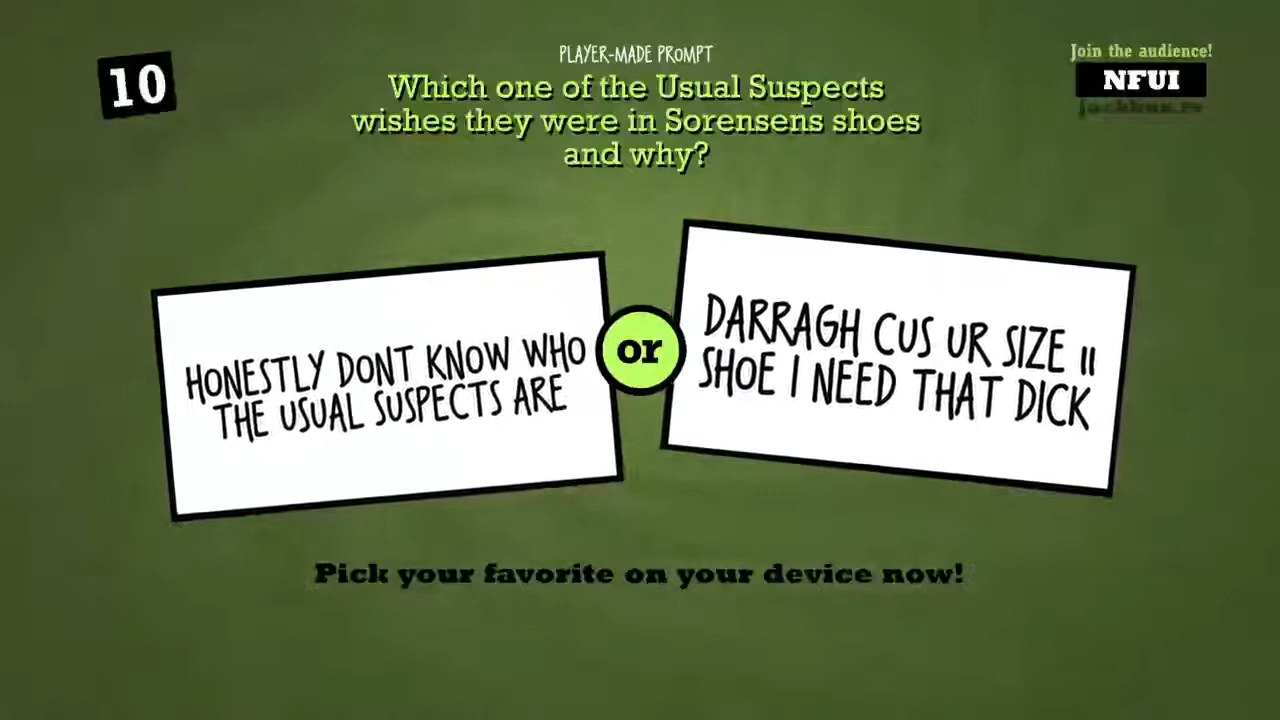 10
PLAYER-MADE PROMPT
Which one of the Usual Suspects
wishes they were in Sorensens shoes
and why?
Join the audience!
NFUI
jackbox.tv
HONESTLY DONT KNOW WHO
THE USUAL SUSPECTS ARE
or
DARRAGH CUS UR SIZE 11
SHOE I NEED THAT DICK
Pick your favorite on your device now!